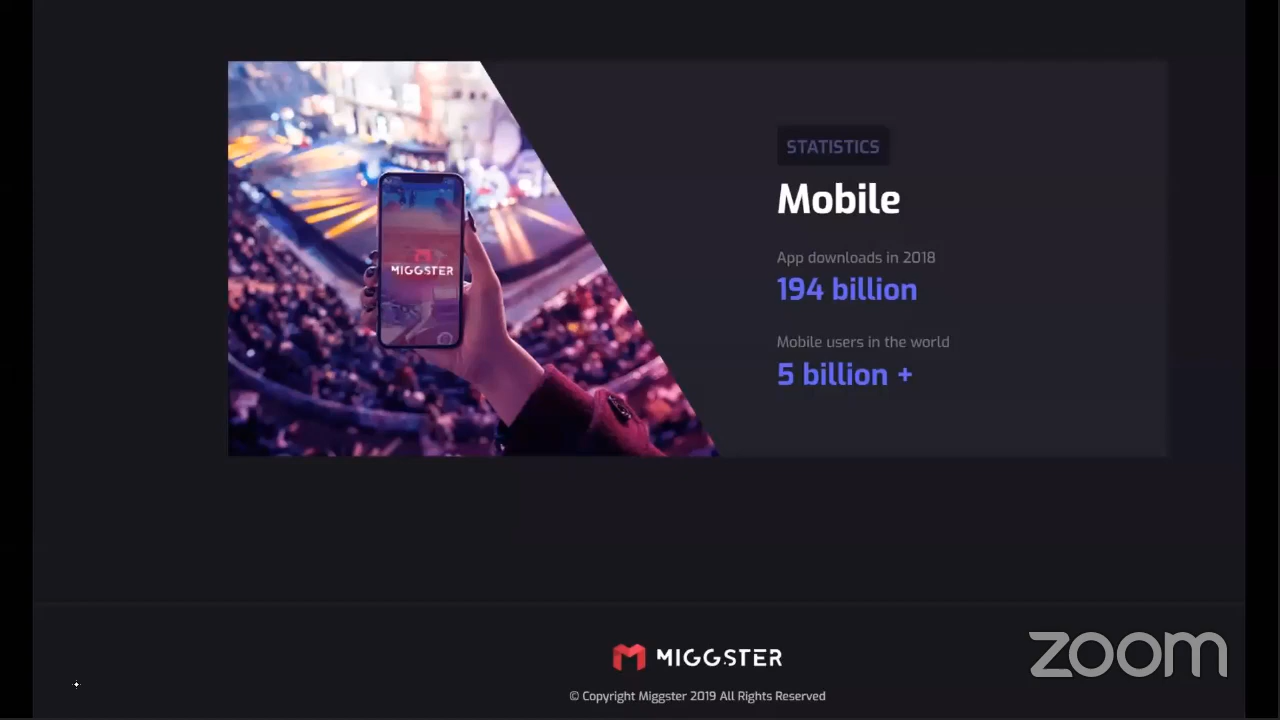 STATISTICS
Mobile
App downloads in 2018
194 billion
Mobile users in the world
5 billion +
MIGGSTER
MIGGSTER
© Copyright Miggster 2019 All Rights Reserved
zoom